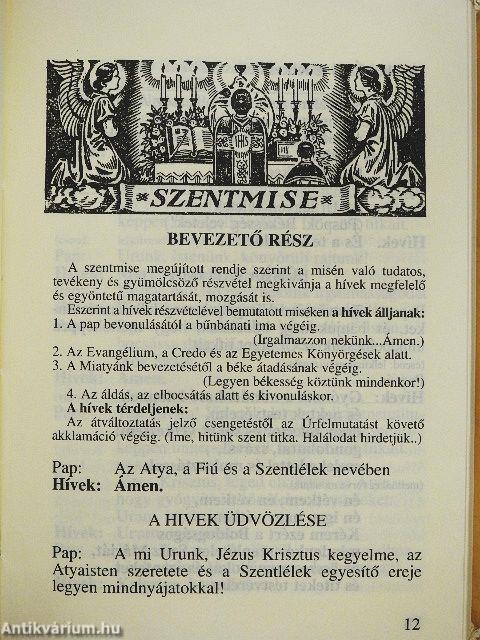 IHS
* SZENTMISE *
BEVEZETŐ RÉSZ
A szentmise megújított rendje szerint a misén való tudatos,
tevékeny és gyümölcsöző részvétel megkivánja a hívek megfelelő
és egyöntetű magatartását, mozgását is.
Eszerint a hívek részvételével bemutatott miséken a hívek álljanak:
1. A pap bevonulásától a bűnbánati ima végéig.
(Irgalmazzon nekünk...Ámen.)
2. Az Evangélium, a Credo és az Egyetemes Könyörgések alatt.
3. A Miatyánk bevezetésétől a béke átadásának végéig.
(Legyen békesség köztünk mindenkor!)
4. Az áldás, az elbocsátás alatt és kivonuláskor.
A hívek térdeljenek:
Az átváltoztatás jelző csengetéstől az Úrfelmutatást követő
akklamáció végéig. (Ime, hitünk szent titka. Halálodat hirdetjük..)
Pap: Az Atya, a Fiú és a Szentlélek nevében
Hívek: Ámen.
A HIVEK ÜDVÖZLÉSE
Pap: A mi Urunk, Jézus Krisztus kegyelme, az
Atyaisten szeretete és a Szentlélek egyesítő ereje
legyen mindnyájatokkal!
12
Antikvárium.hu